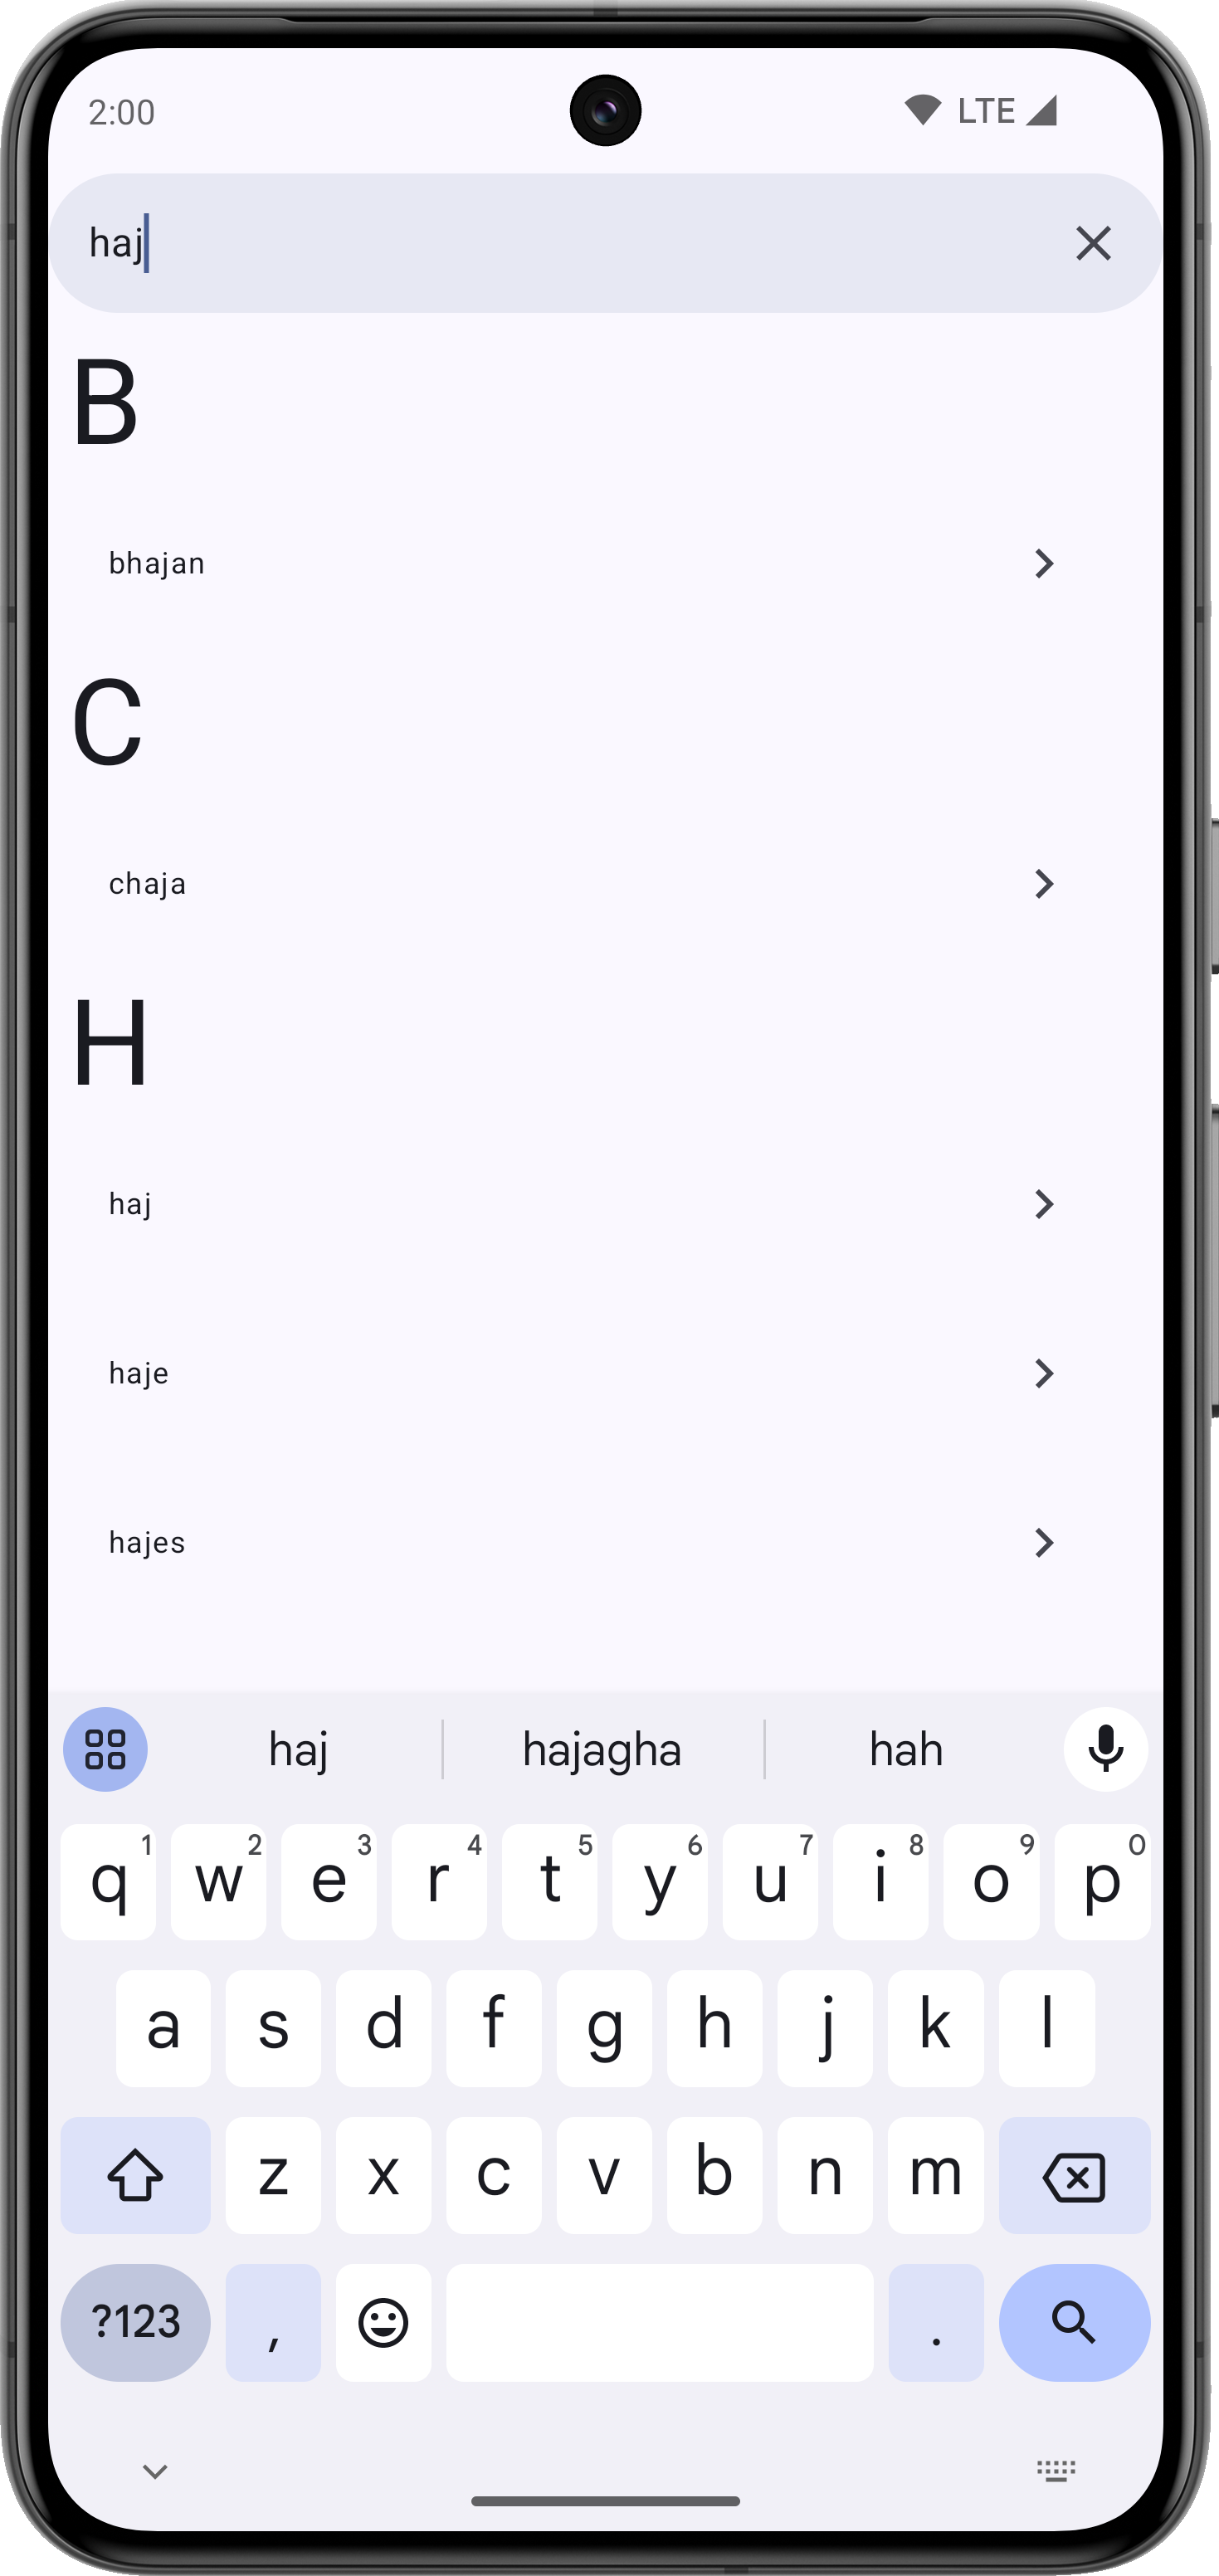 2:00 LTE
haj
B
bhajan
C
chaja
H
haj
haje
hajes
haj hajagha hah
q 1 w 2 e 3 r 4 t 5 y 6 u 7 i 8 o 9 p 0
a s d f g h j k l
z x c v b n m
?123 , .